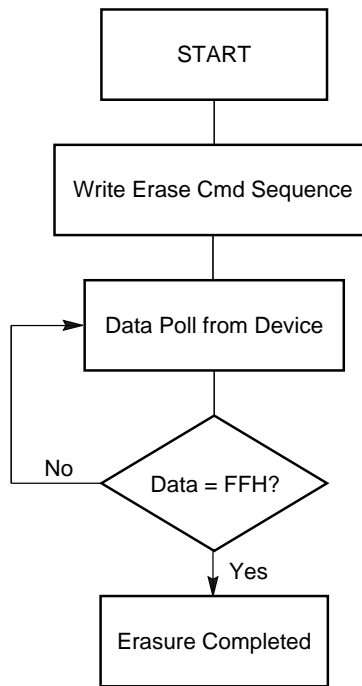 START
Write Erase Cmd Sequence
Data Poll from Device
No
Data = FFH?
Yes
Erasure Completed